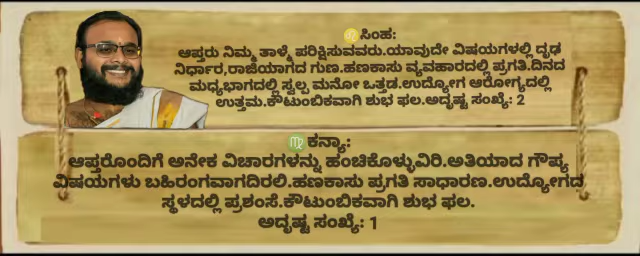 ♌ಸಿಂಹ:
ಆಪ್ತರು ನಿಮ್ಮ ತಾಳ್ಮೆ ಪರಿಕ್ಷಿಸುವವರು.ಯಾವುದೇ ವಿಷಯಗಳಲ್ಲಿ ದೃಢ
ನಿರ್ಧಾರ,ರಾಜಿಯಾಗದ ಗುಣ.ಹಣಕಾಸು ವ್ಯವಹಾರದಲ್ಲಿ ಪ್ರಗತಿ.ದಿನದ
ಮಧ್ಯಭಾಗದಲ್ಲಿ ಸ್ವಲ್ಪ ಮನೋ ಒತ್ತಡ.ಉದ್ಯೋಗ ಆರೋಗ್ಯದಲ್ಲಿ
ಉತ್ತಮ.ಕೌಟುಂಬಿಕವಾಗಿ ಶುಭ ಫಲ.ಅದೃಷ್ಟ ಸಂಖ್ಯೆ: 2
♍ಕನ್ಯಾ:
ಆಪ್ತರೊಂದಿಗೆ ಅನೇಕ ವಿಚಾರಗಳನ್ನು ಹಂಚಿಕೊಳ್ಳುವಿರಿ.ಅತಿಯಾದ ಗೌಪ್ಯ
ವಿಷಯಗಳು ಬಹಿರಂಗವಾಗದಿರಲಿ.ಹಣಕಾಸು ಪ್ರಗತಿ ಸಾಧಾರಣ.ಉದ್ಯೋಗದ
ಸ್ಥಳದಲ್ಲಿ ಪ್ರಶಂಸೆ.ಕೌಟುಂಬಿಕವಾಗಿ ಶುಭ ಫಲ.
ಅದೃಷ್ಟ ಸಂಖ್ಯೆ: 1